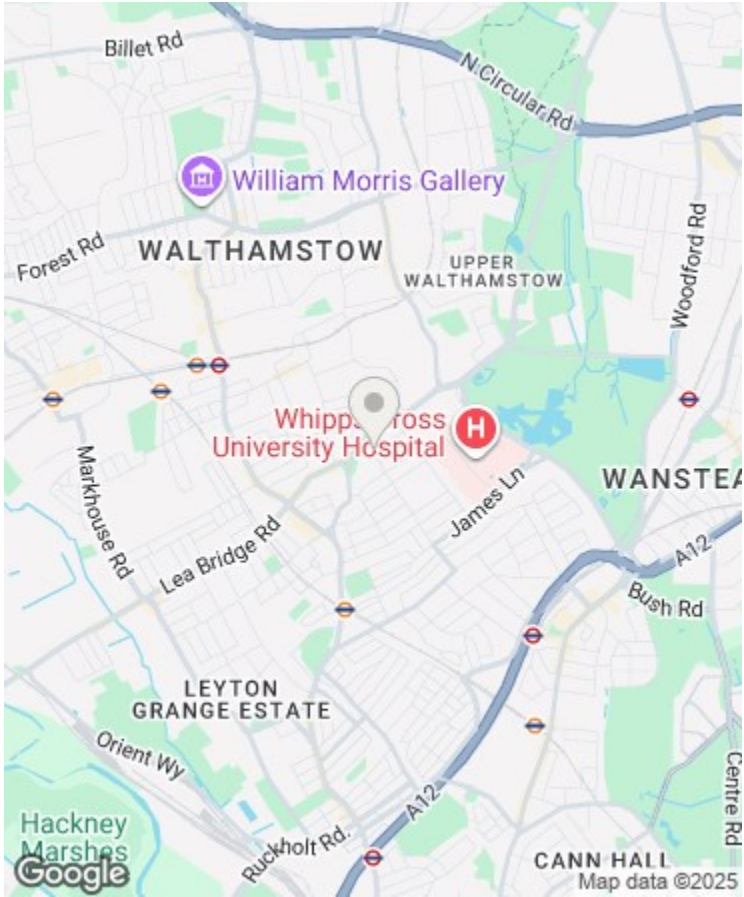 Billet Rd
N Circular Rd
William Morris Gallery
Woodford Rd
Forest Rd
WALTHAMSTOW
UPPER
WALTHAMSTOW
Whipps ross
University Hospital
H
WANSTEA
Markhouse Rd
James Ln
Lea Bridge Rd
A12
Bush Rd
LEYTON
GRANGE ESTATE
Orient Wy
Centre Rd
A12
Hackney
Marshes
Ruckholt Rd.
CANN HALL
Google
Map data ©2025